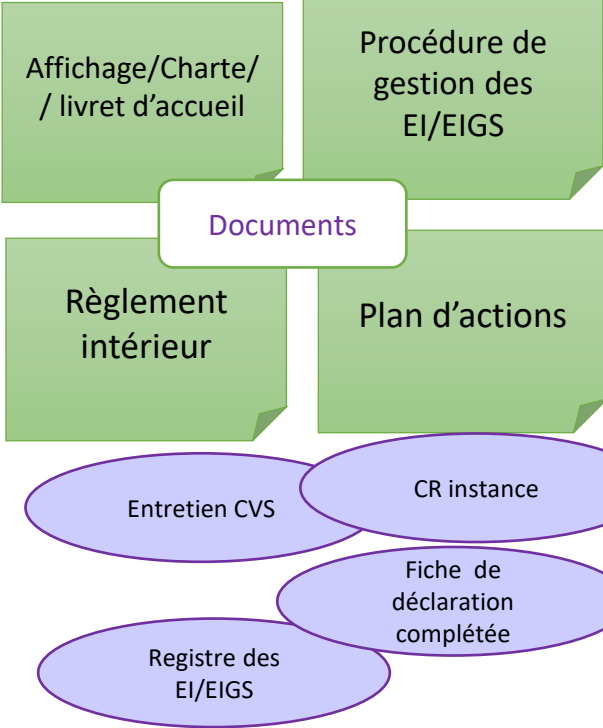 Affichage/Charte/
/ livret d’accueil
Procédure de
gestion des
EI/EIGS
Documents
Règlement
intérieur
Plan d’actions
Entretien CVS
CR instance
Fiche de
déclaration
complétée
Registre des
EI/EIGS